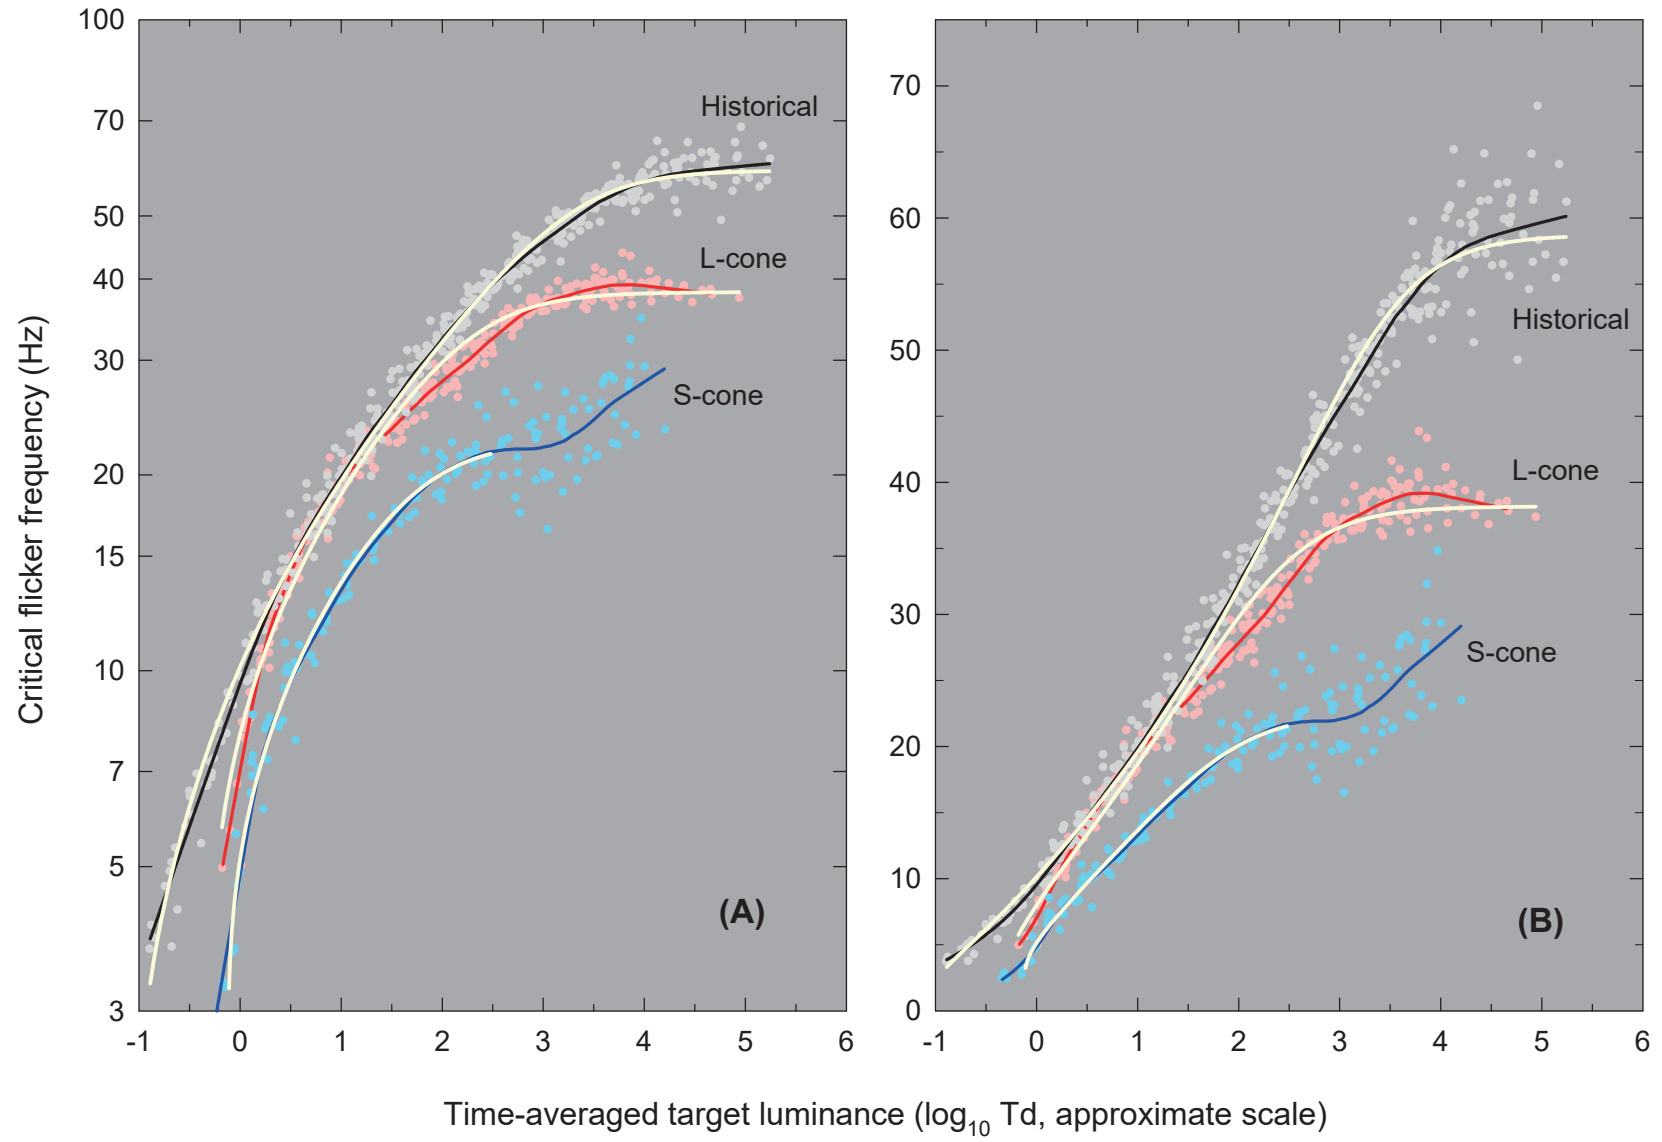 Critical flicker frequency (Hz)
100
70
50
40
30
20
15
10
7
5
3
Historical
L-cone
S-cone
(A)
-1 0 1 2 3 4 5 6
70
60
50
40
30
20
10
0
Historical
L-cone
S-cone
(B)
-1 0 1 2 3 4 5 6
Time-averaged target luminance (log10 Td, approximate scale)